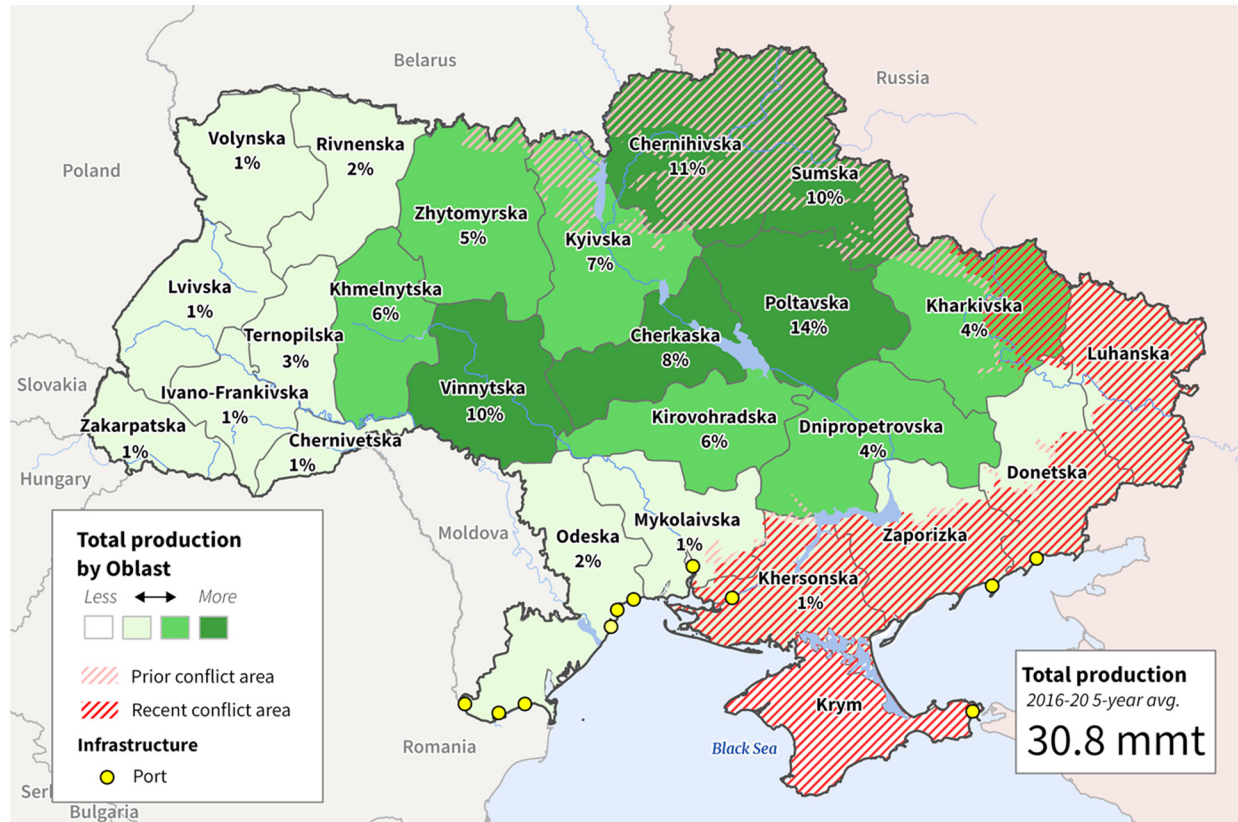 Belarus
Russia
Poland
Slovakia
Hungary
Moldova
Romania
Bulgaria
Volynska
1%
Rivnenska
2%
Zhytomyrska
5%
Kyivska
7%
Chernihivska
11%
Sumska
10%
Lvivska
1%
Khmelnytska
6%
Ternopilska
3%
Ivano-Frankivska
1%
Zakarpatska
1%
Chernivetska
1%
Vinnytska
10%
Cherkaska
8%
Poltavska
14%
Kharkivska
4%
Luhanska
Kirovohradska
6%
Dnipropetrovska
4%
Donetska
Odeska
2%
Mykolaivska
1%
Zaporizka
Khersonska
1%
Krym
Black Sea
Total production
by Oblast
Less More
Prior conflict area
Recent conflict area
Infrastructure
Port
Ser
Total production
2016-20 5-year avg.
30.8 mmt